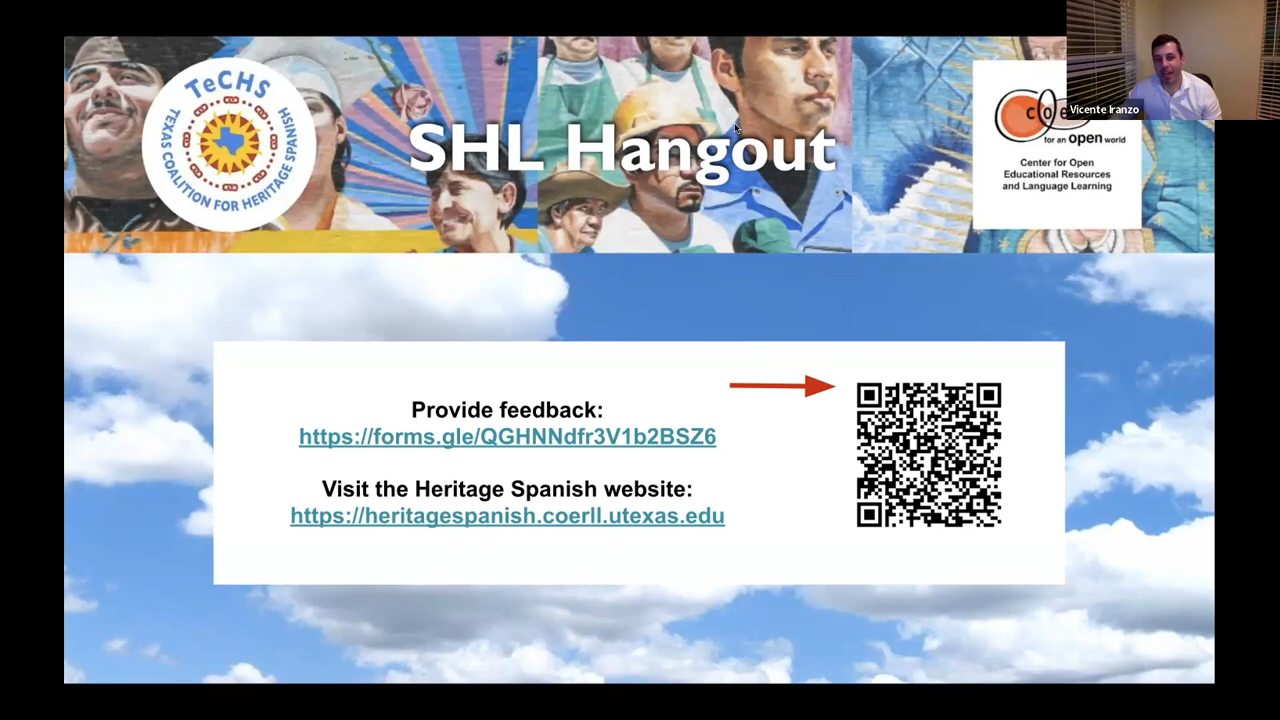 TeCHS
TEXAS COALITION FOR HERITAGE SPANISH
SHL Hangout
Vicente Iranzo
for an open world
Center for Open
Educational Resources
and Language Learning
Provide feedback:
https://forms.gle/QGHNNdfr3V1b2BSZ6
Visit the Heritage Spanish website:
https://heritagespanish.coerll.utexas.edu